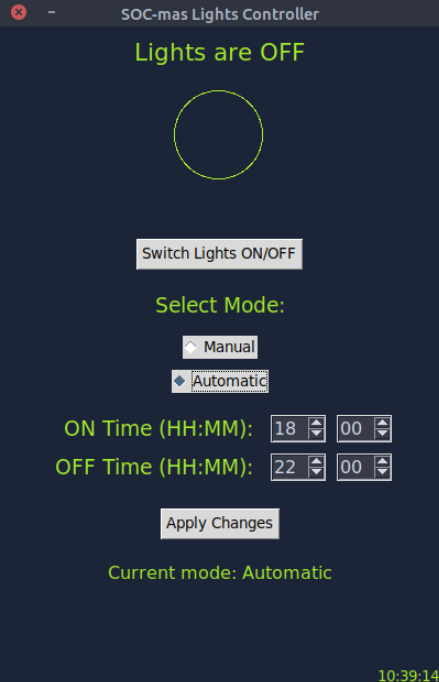 SOC-mas Lights Controller
Lights are OFF
Switch Lights ON/OFF
Select Mode:
Manual
Automatic
ON Time (HH:MM): 18 00
OFF Time (HH:MM): 22 00
Apply Changes
Current mode: Automatic
10:39:14